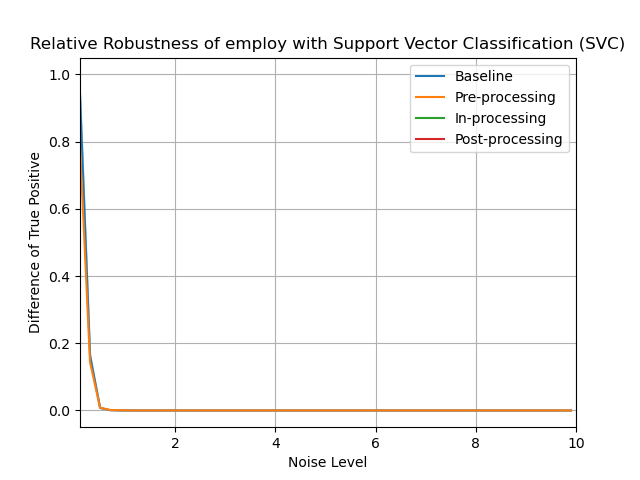 Relative Robustness of employ with Support Vector Classification (SVC)
Difference of True Positive
1.0
0.8
0.6
0.4
0.2
0.0
Baseline
Pre-processing
In-processing
Post-processing
2
4
6
8
10
Noise Level